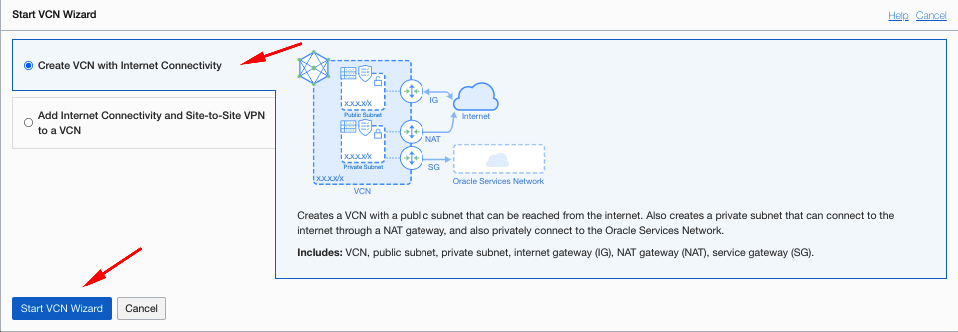 Start VCN Wizard
Help Cancel
Create VCN with Internet Connectivity
Add Internet Connectivity and Site-to-Site VPN
to a VCN
X.X.X.X/X
Public Subnet
IG
Internet
NAT
X.X.X.X/X
Private Subnet
SG
X.X.X.X/X
VCN
Oracle Services Network
Creates a VCN with a public subnet that can be reached from the internet. Also creates a private subnet that can connect to the
internet through a NAT gateway, and also privately connect to the Oracle Services Network.
Includes: VCN, public subnet, private subnet, internet gateway (IG), NAT gateway (NAT), service gateway (SG).
Start VCN Wizard
Cancel